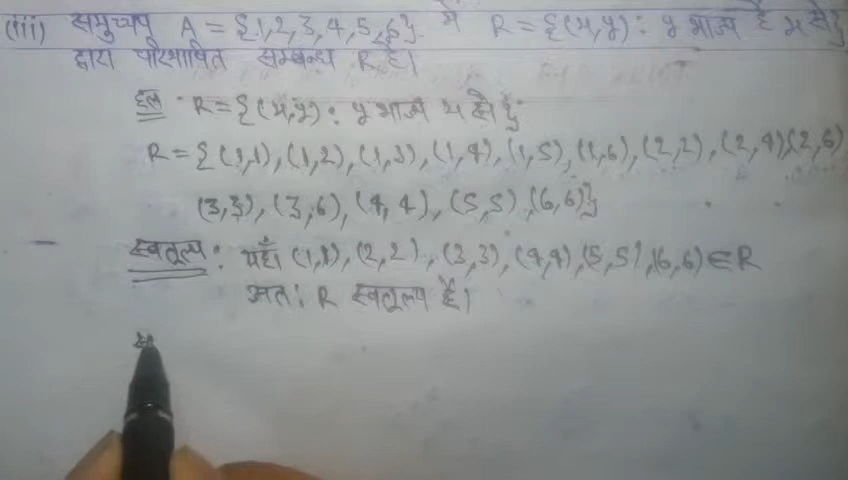 (iii) समुच्चय A = {1,2,3,4,5,6} में R = {(x,y): y भाज्य है x से}
द्वारा परिभाषित सम्बन्ध R है।
हल R = {(x,y): y भाज्य x से है}
R = {(1,1), (1,2), (1,3), (1,4), (1,5), (1,6), (2,2), (2,4), (2,6)
(3,3), (3,6), (4,4), (5,5), (6,6)}
स्वतुल्य: यहाँ (1,1), (2,2), (3,3), (4,4), (5,5), (6,6) ∈ R
अतः R स्वतुल्य है।